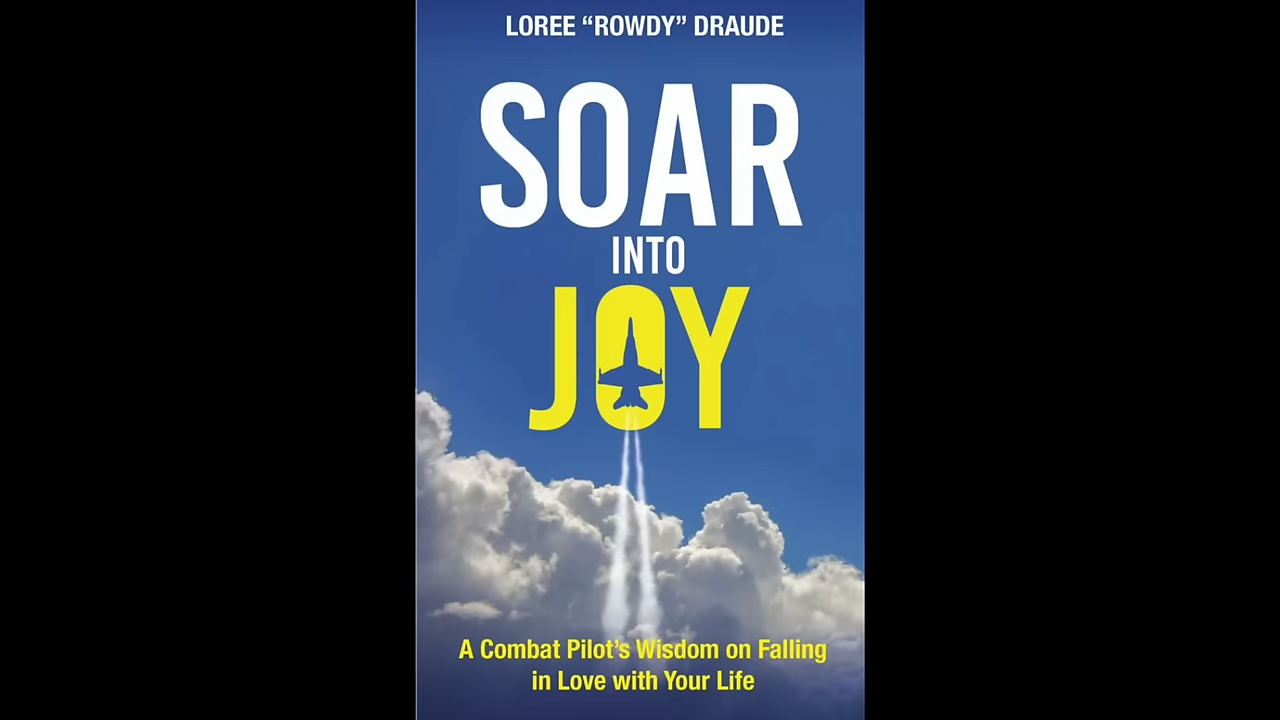 LOREE “ROWDY” DRAUDE
SOAR
INTO
JOY
A Combat Pilot’s Wisdom on Falling
in Love with Your Life